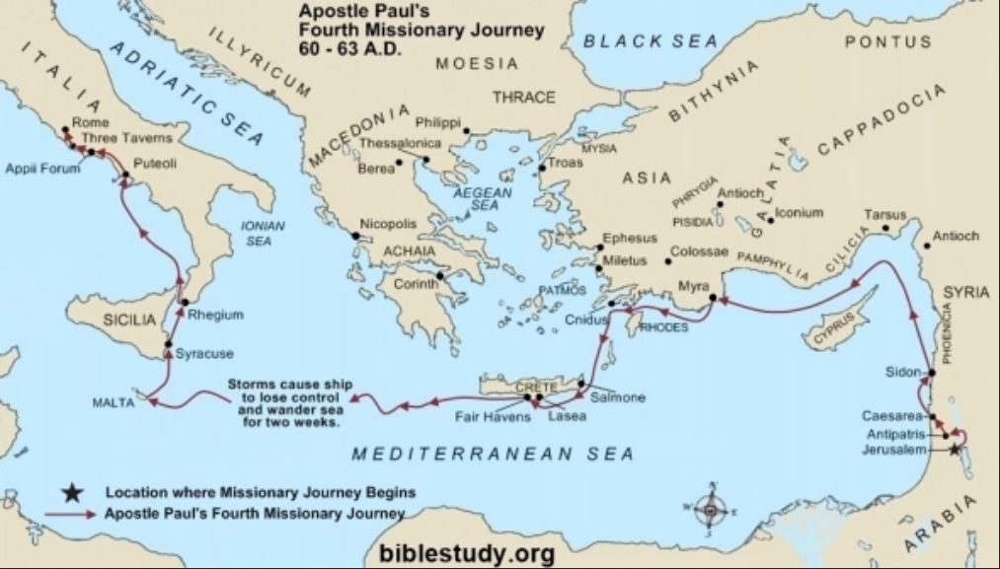 Apostle Paul's
Fourth Missionary Journey
60 - 63 A.D.
BLACK SEA
PONTUS
ILLYRICUM
MOESIA
ITALIA
ADRIATIC SEA
THRACE
BITHYNIA
CAPPADOCIA
MACEDONIA
Philippi
Rome
Three Taverns
Thessalonica
MYSIA
Appii Forum
Puteoli
Berea
Troas
ASIA
GALATIA
AEGEAN
SEA
PHRYGIA
Antioch
PISIDIA
Iconium
Tarsus
IONIAN
SEA
Nicopolis
ACHAIA
Ephesus
Miletus
Colossae
PAMPHYLIA
CILICIA
Antioch
Corinth
PATMOS
Myra
SYRIA
SICILIA
Rhegium
Cnidus
RHODES
CYPRUS
PHOENICIA
Syracuse
Sidon
MALTA
Storms cause ship
to lose control
and wander sea
for two weeks.
CRETE
Salmone
Fair Havens
Lasea
Caesarea
Antipatris
Jerusalem
MEDITERRANEAN SEA
Location where Missionary Journey Begins
Apostle Paul's Fourth Missionary Journey
N
W
E
S
ARABIA
biblestudy.org